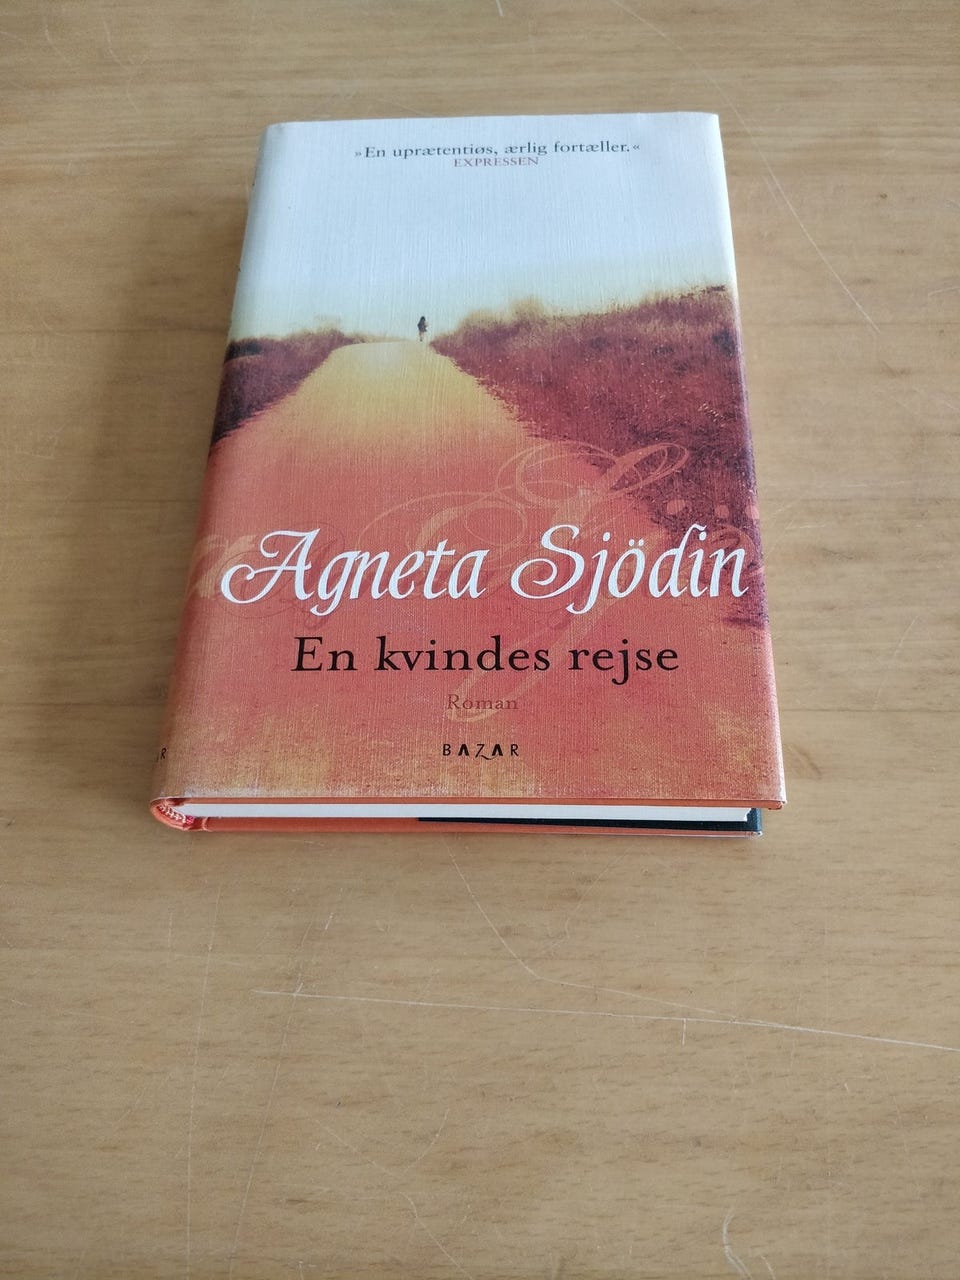 »En uprætentiøs, ærlig fortæller.«
EXPRESSEN
Agneta Sjödin
En kvindes rejse
Roman
BAZAR